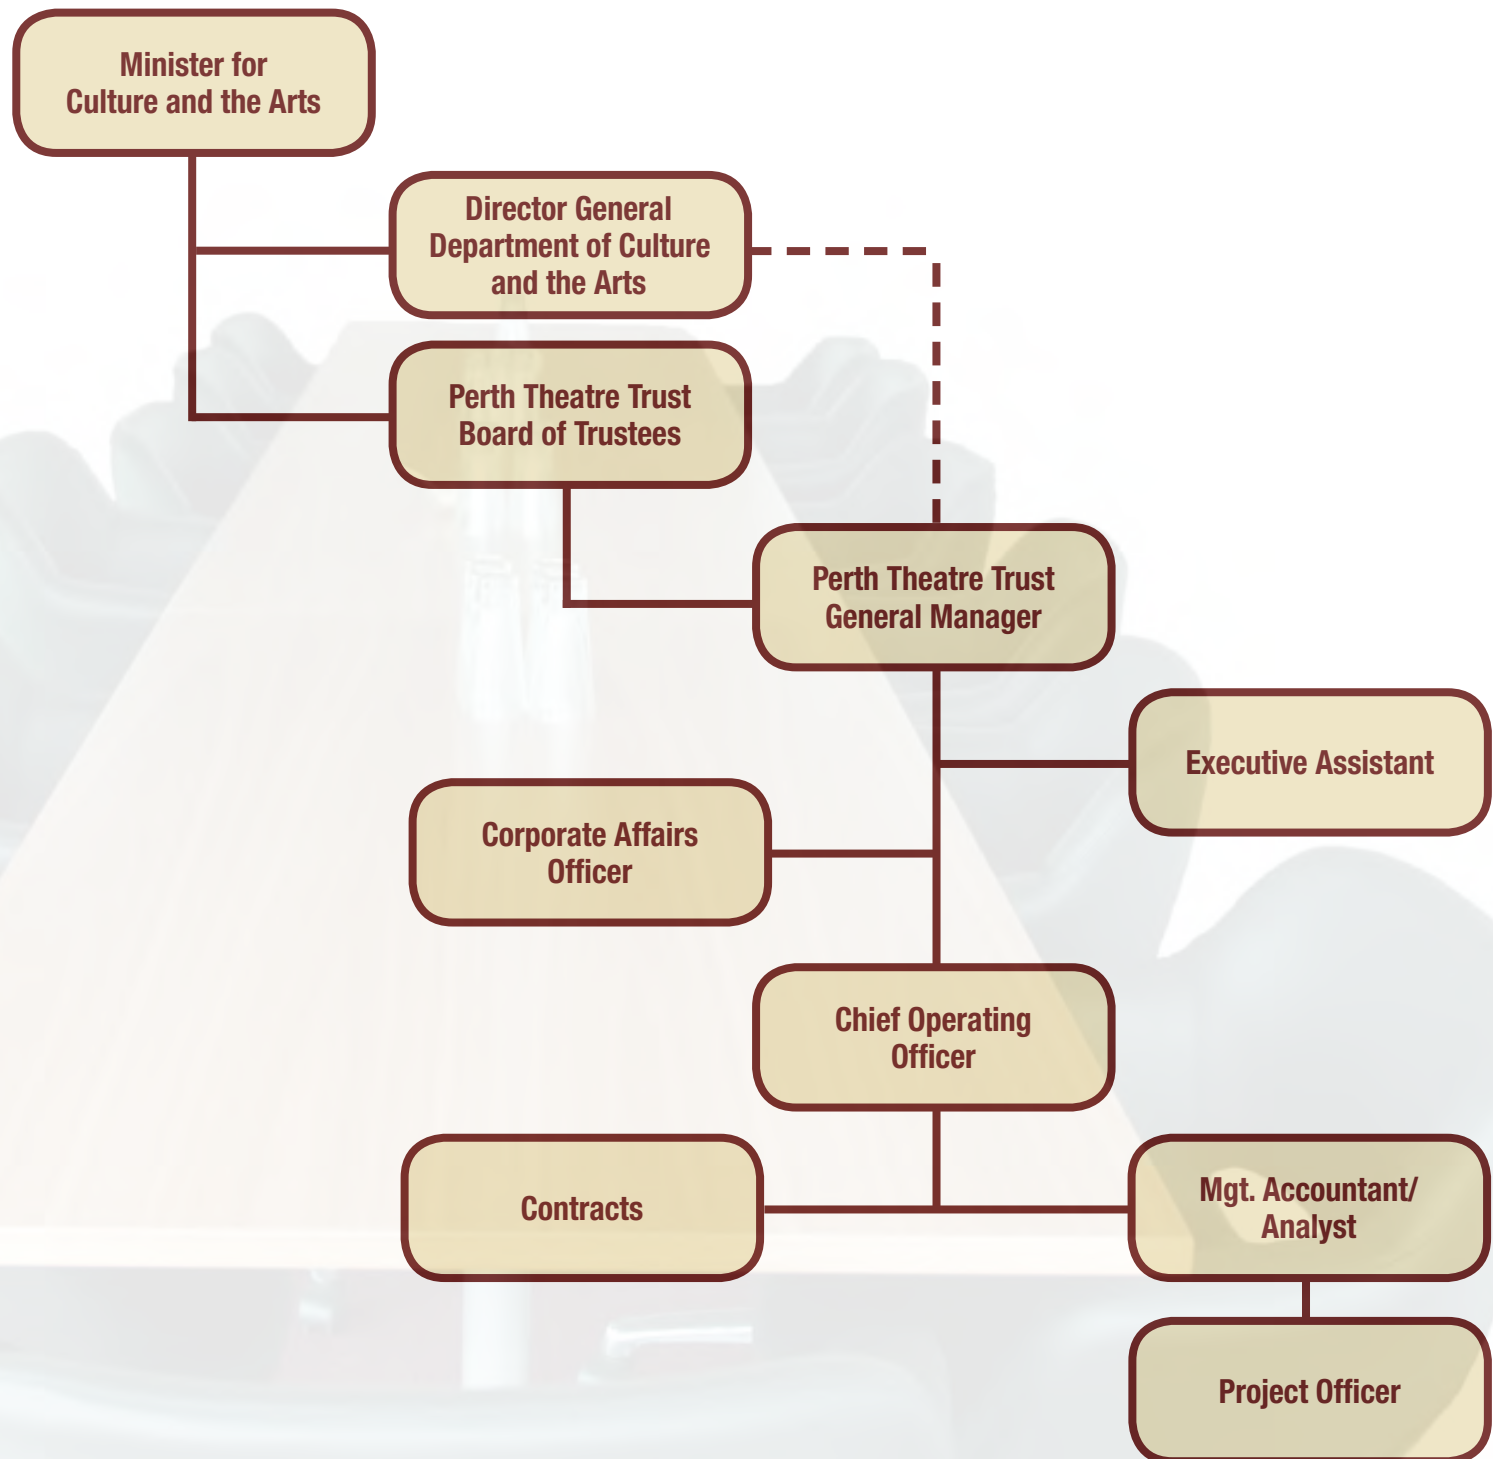 Minister for
Culture and the Arts
Director General
Department of Culture
and the Arts
Perth Theatre Trust
Board of Trustees
Perth Theatre Trust
General Manager
Executive Assistant
Corporate Affairs
Officer
Chief Operating
Officer
Contracts
Mgt. Accountant/
Analyst
Project Officer